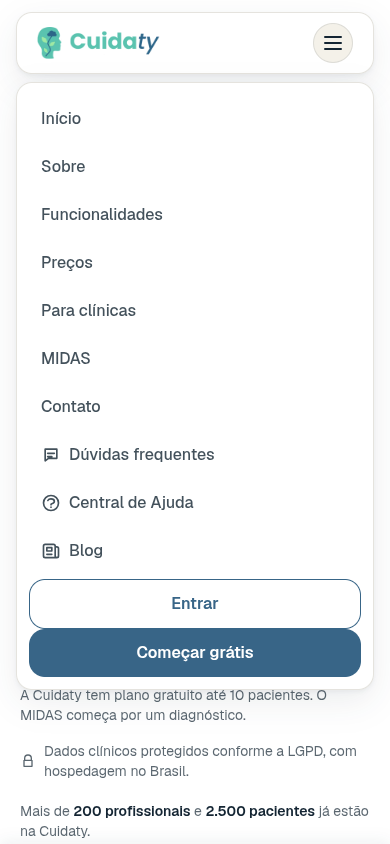 Cuidaty
Início
Sobre
Funcionalidades
Preços
Para clínicas
MIDAS
Contato
Dúvidas frequentes
Central de Ajuda
Blog
Entrar
Começar grátis
A Cuidaty tem plano gratuito até 10 pacientes. O
MIDAS começa por um diagnóstico.
Dados clínicos protegidos conforme a LGPD, com
hospedagem no Brasil.
Mais de 200 profissionais e 2.500 pacientes já estão
na Cuidaty.